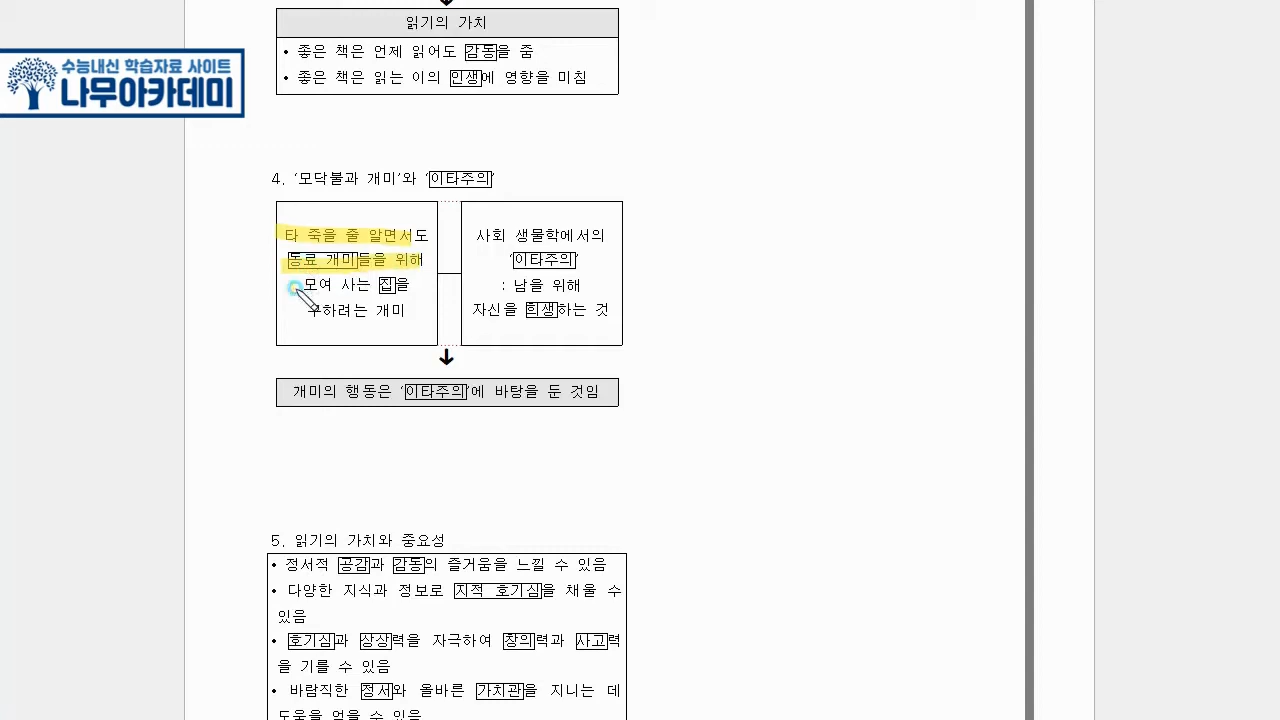 읽기의 가치
• 좋은 책은 언제 읽어도 감동을 줌
• 좋은 책은 읽는 이의 인생에 영향을 미침
수능내신 학습자료 사이트
나무아카데미
4. ‘모닥불과 개미’와 ‘이타주의’
타 죽을 줄 알면서도
동료 개미들을 위해
모여 사는 집을
구하려는 개미
사회 생물학에서의
‘이타주의’
: 남을 위해
자신을 희생하는 것
개미의 행동은 ‘이타주의’에 바탕을 둔 것임
5. 읽기의 가치와 중요성
• 정서적 공감과 감동의 즐거움을 느낄 수 있음
• 다양한 지식과 정보로 지적 호기심을 채울 수
있음
• 호기심과 상상력을 자극하여 창의력과 사고력
을 기를 수 있음
• 바람직한 정서와 올바른 가치관을 지니는 데
도움을 얻을 수 있음